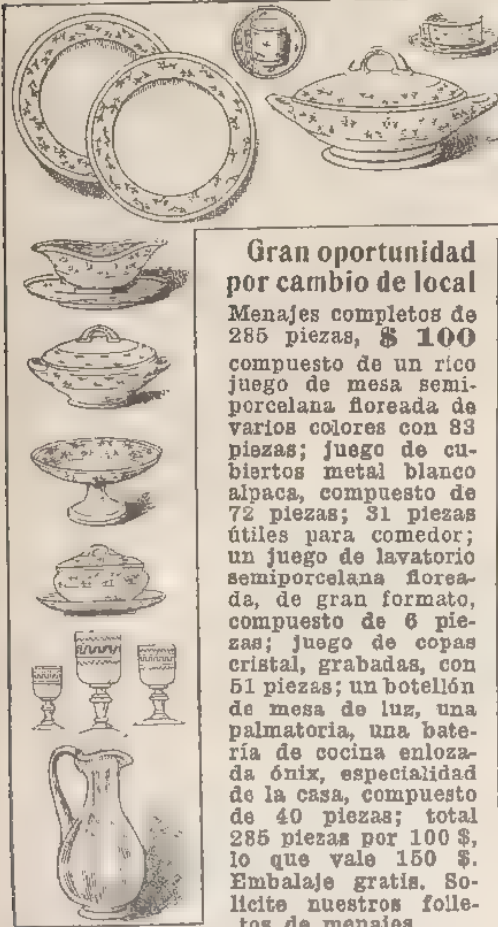 Gran oportunidad
por cambio de local
Menajes completos de
285 piezas, $ 100
compuesto de un rico
juego de mesa semi-
porcelana floreada de
varios colores con 83
piezas; juego de cu-
biertos metal blanco
alpaca, compuesto de
72 piezas; 31 piezas
útiles para comedor;
un juego de lavatorio
semiporcelana florea-
da, de gran formato,
compuesto de 6 pie-
zas; juego de copas
cristal, grabadas, con
51 piezas; un botellón
de mesa de luz, una
palmatoria, una bate-
ría de cocina enloza-
da ónix, especialidad
de la casa, compuesto
de 40 piezas; total
285 piezas por 100 $,
lo que vale 150 $.
Embalaje gratis. So-
licite nuestros folle-
tos de menajes